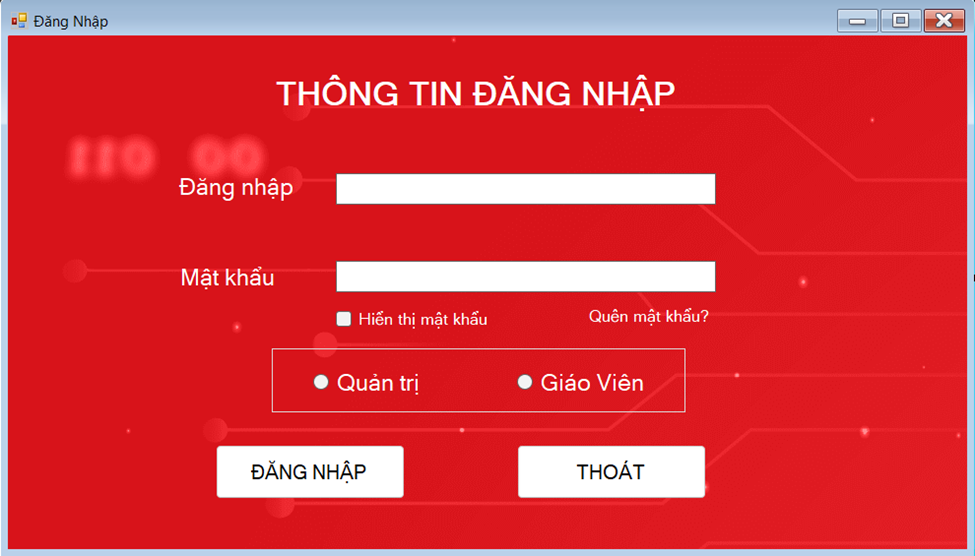 Đăng Nhập
THÔNG TIN ĐĂNG NHẬP
Đăng nhập
Mật khẩu
Hiển thị mật khẩu
Quên mật khẩu?
Quản trị
Giáo Viên
ĐĂNG NHẬP
THOÁT